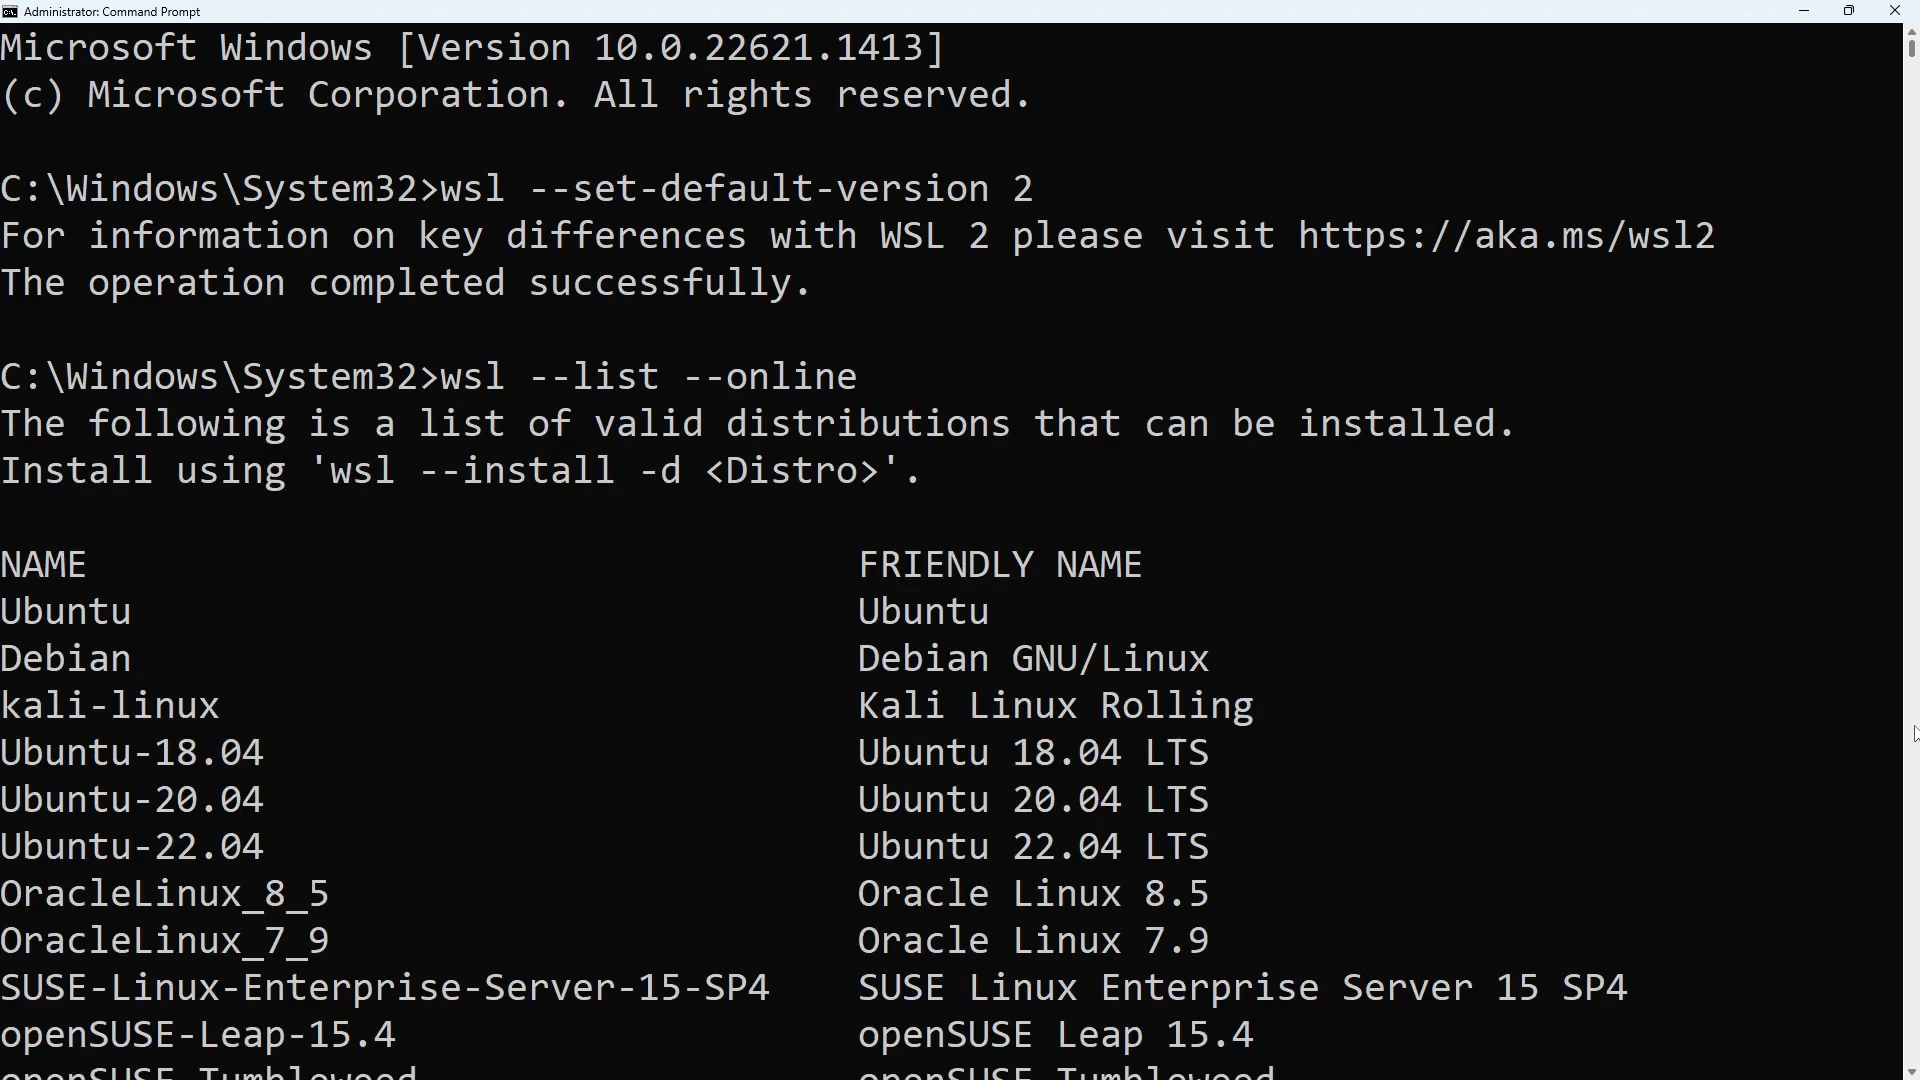 Administrator: Command Prompt
Microsoft Windows [Version 10.0.22621.1413]
(c) Microsoft Corporation. All rights reserved.
C:\Windows\System32>wsl --set-default-version 2
For information on key differences with WSL 2 please visit https://aka.ms/wsl2
The operation completed successfully.
C:\Windows\System32>wsl --list --online
The following is a list of valid distributions that can be installed.
Install using 'wsl --install -d <Distro>'.
NAME FRIENDLY NAME
Ubuntu Ubuntu
Debian Debian GNU/Linux
kali-linux Kali Linux Rolling
Ubuntu-18.04 Ubuntu 18.04 LTS
Ubuntu-20.04 Ubuntu 20.04 LTS
Ubuntu-22.04 Ubuntu 22.04 LTS
OracleLinux_8_5 Oracle Linux 8.5
OracleLinux_7_9 Oracle Linux 7.9
SUSE-Linux-Enterprise-Server-15-SP4 SUSE Linux Enterprise Server 15 SP4
openSUSE-Leap-15.4 openSUSE Leap 15.4
openSUSE-Tumbleweed openSUSE Tumbleweed